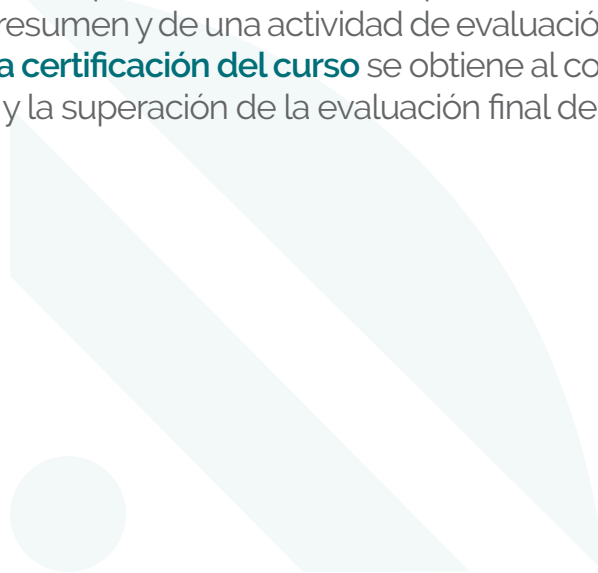 resumen y de una actividad de evaluació
a certificación del curso se obtiene al co
y la superación de la evaluación final de